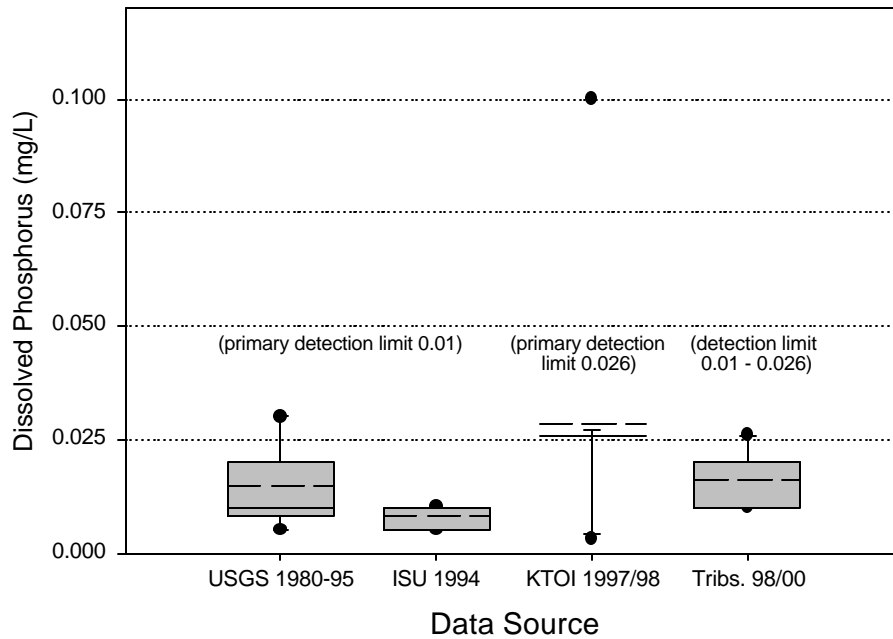 Dissolved Phosphorus (mg/L)
0.100
0.075
0.050
0.025
0.000
(primary detection limit 0.01)
(primary detection
limit 0.026)
(detection limit
0.01 - 0.026)
USGS 1980-95
ISU 1994
KTOI 1997/98
Tribs. 98/00
Data Source